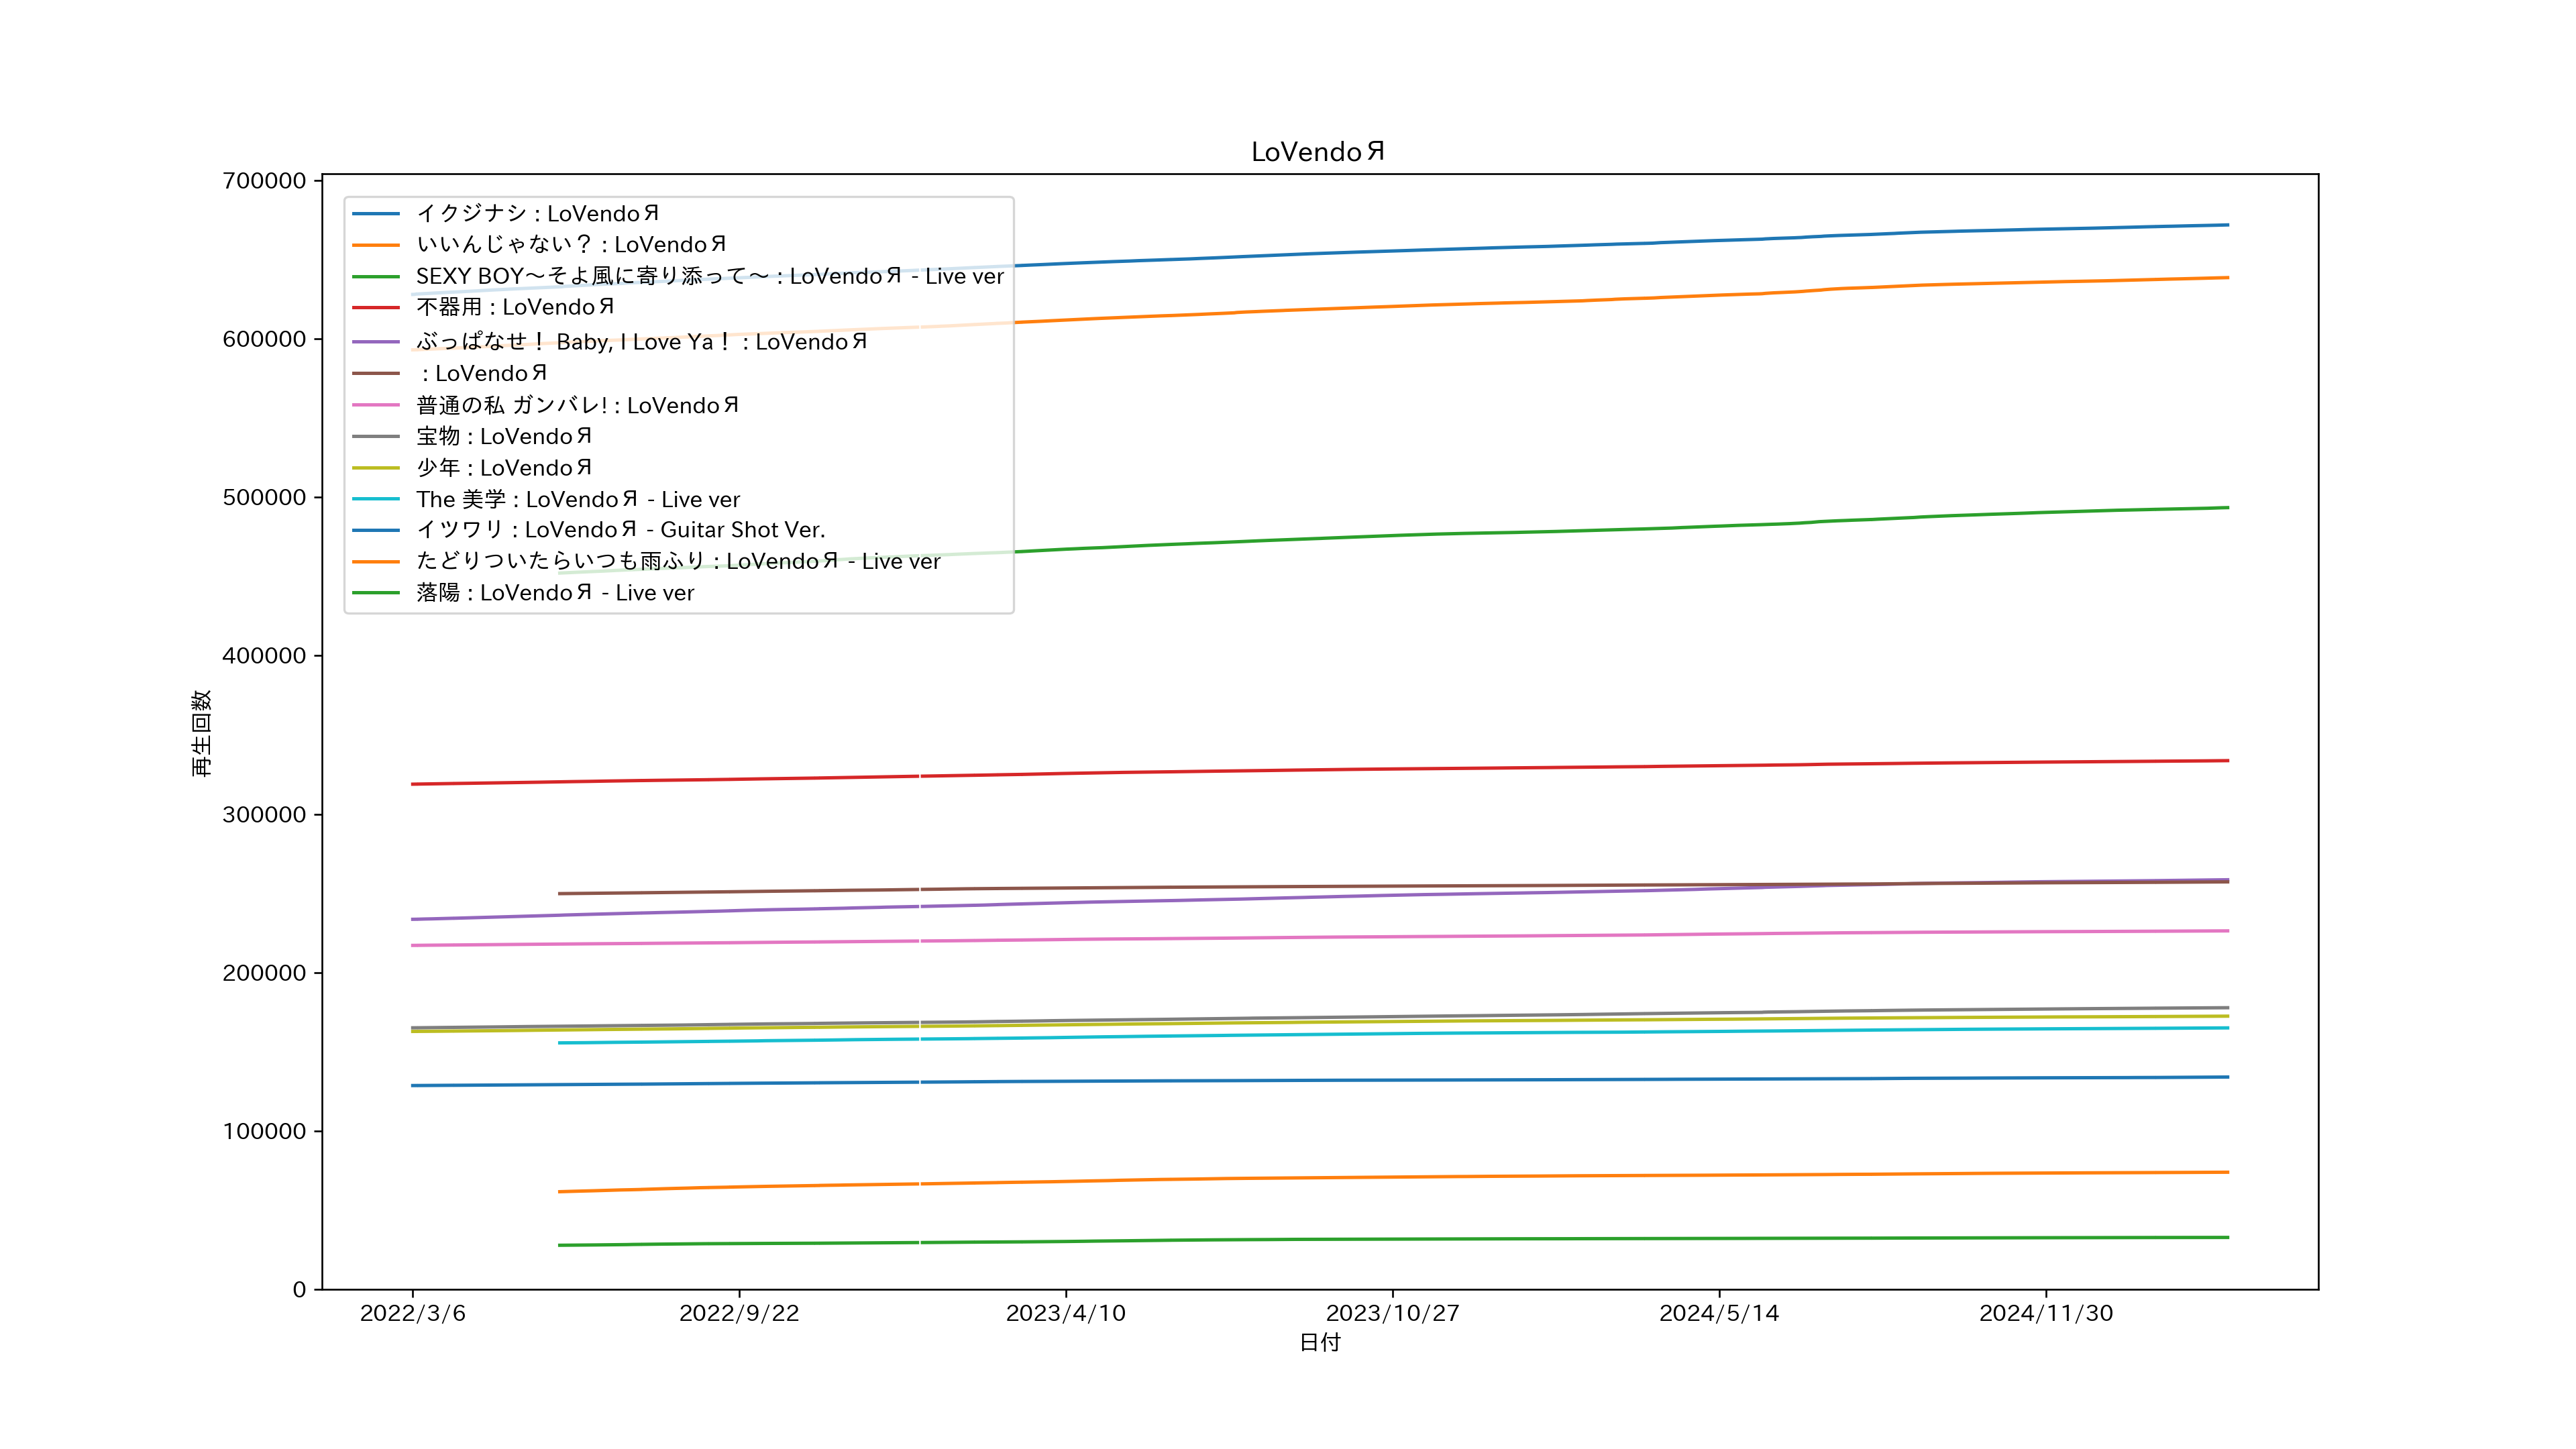 LoVendoЯ
700000
600000
500000
400000
300000
200000
100000
0
再生回数
イクジナシ : LoVendoЯ
いいんじゃない？ : LoVendoЯ
SEXY BOY～そよ風に寄り添って～ : LoVendoЯ - Live ver
不器用 : LoVendoЯ
ぶっぱなせ！ Baby, I Love Ya！ : LoVendoЯ
: LoVendoЯ
普通の私 ガンバレ! : LoVendoЯ
宝物 : LoVendoЯ
少年 : LoVendoЯ
The 美学 : LoVendoЯ - Live ver
イツワリ : LoVendoЯ - Guitar Shot Ver.
たどりついたらいつも雨ふり : LoVendoЯ - Live ver
落陽 : LoVendoЯ - Live ver
2022/3/6 2022/9/22 2023/4/10 2023/10/27 2024/5/14 2024/11/30
日付